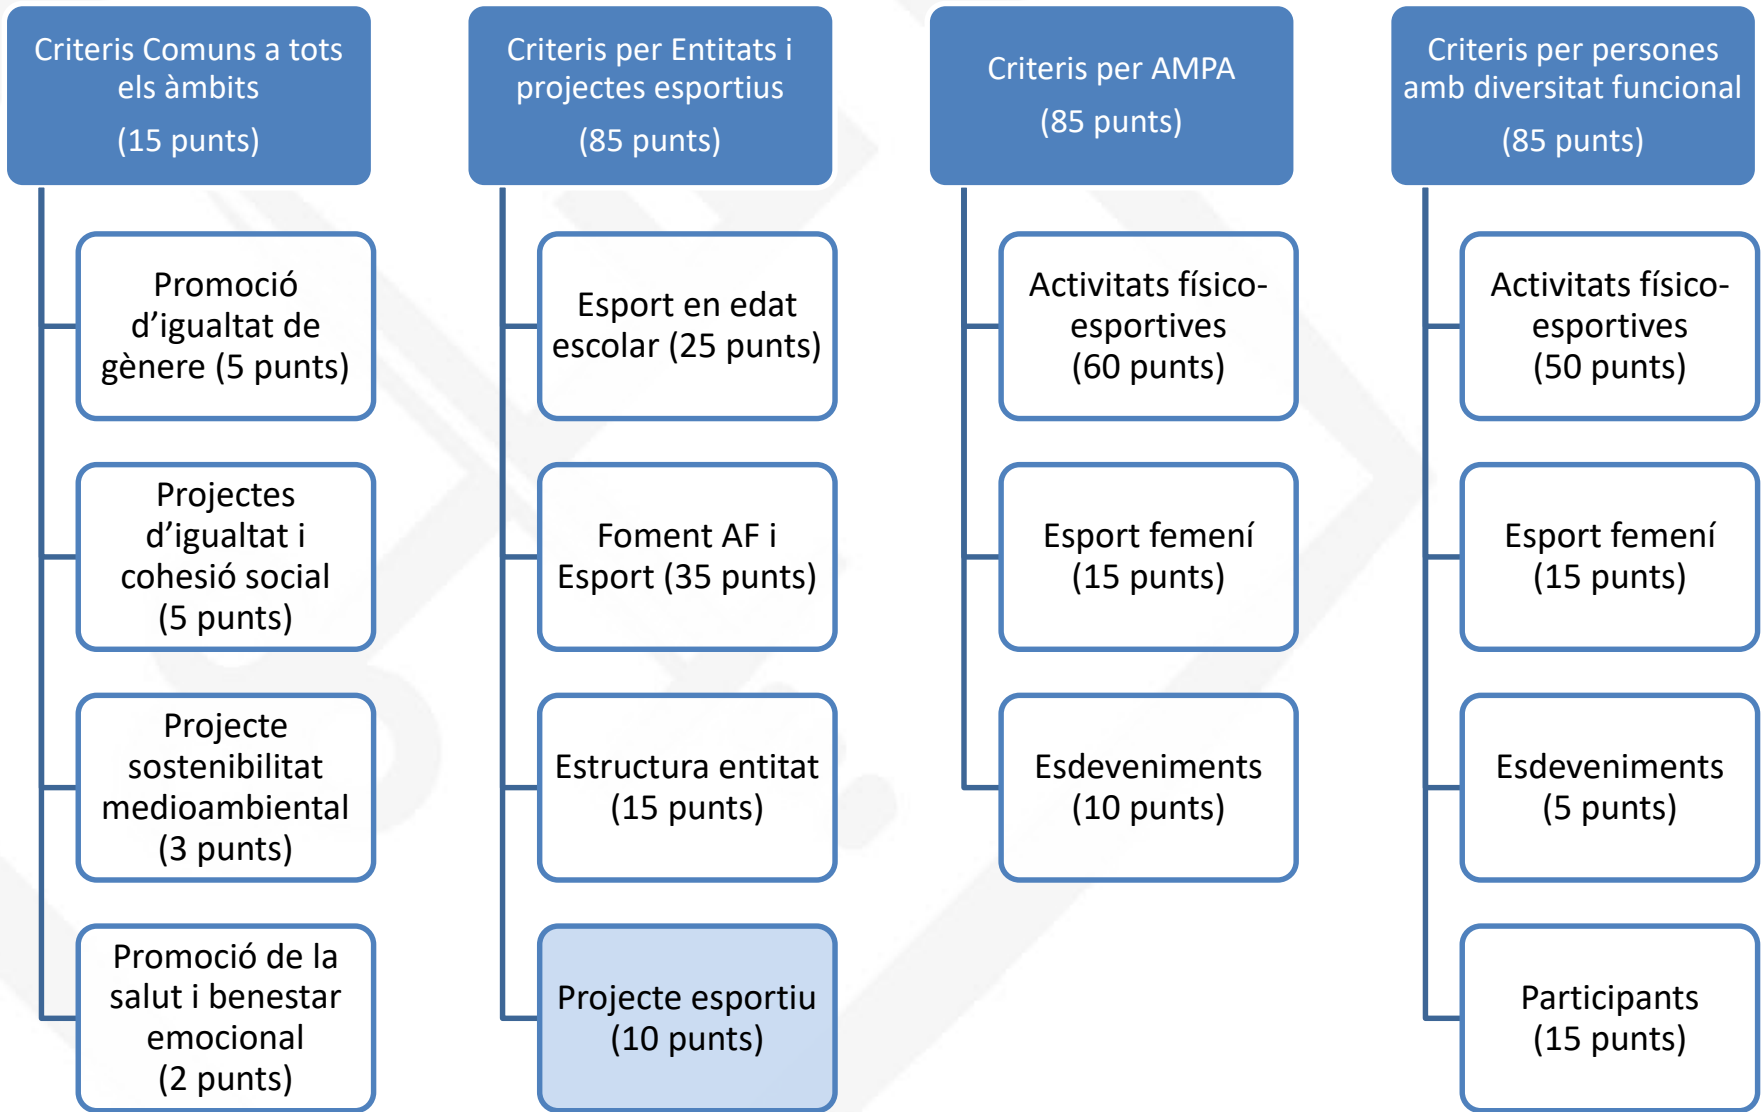 Criteris Comuns a tots
els àmbits
(15 punts)
Promoció
d’igualtat de
gènere (5 punts)
Projectes
d’igualtat i
cohesió social
(5 punts)
Projecte
sostenibilitat
medioambiental
(3 punts)
Promoció de la
salut i benestar
emocional
(2 punts)
Criteris per Entitats i
projectes esportius
(85 punts)
Esport en edat
escolar (25 punts)
Foment AF i
Esport (35 punts)
Estructura entitat
(15 punts)
Projecte esportiu
(10 punts)
Criteris per AMPA
(85 punts)
Activitats físico-
esportives
(60 punts)
Esport femení
(15 punts)
Esdeveniments
(10 punts)
Criteris per persones
amb diversitat funcional
(85 punts)
Activitats físico-
esportives
(50 punts)
Esport femení
(15 punts)
Esdeveniments
(5 punts)
Participants
(15 punts)